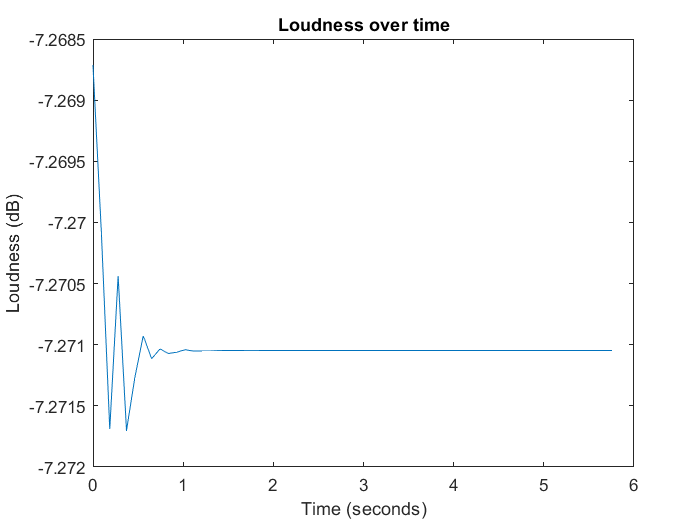 Loudness over time
-7.2685
-7.269
-7.2695
-7.27
-7.2705
-7.271
-7.2715
-7.272
Loudness (dB)
0 1 2 3 4 5 6
Time (seconds)